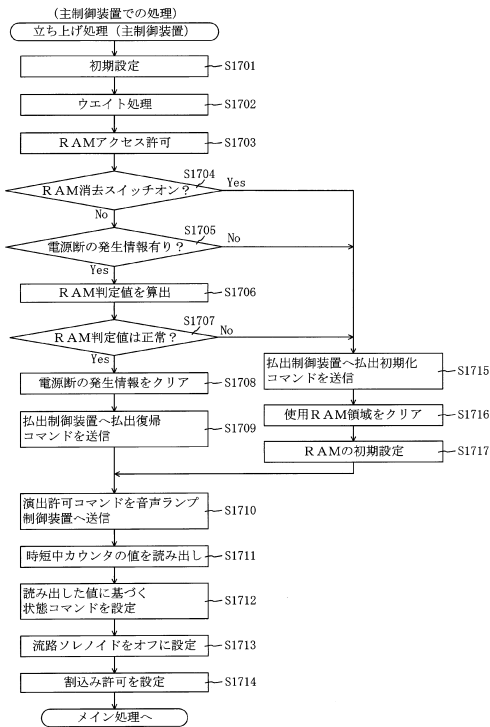 (主制御装置での処理)
立ち上げ処理(主制御装置)
初期設定
S1701
ウエイト処理
S1702
RAMアクセス許可
S1703
RAM消去スイッチオン?
S1704
Yes
No
電源断の発生情報有り?
S1705
No
Yes
RAM判定値を算出
S1706
RAM判定値は正常?
S1707
No
Yes
電源断の発生情報をクリア
S1708
払出制御装置へ払出復帰
コマンドを送信
S1709
払出制御装置へ払出初期化
コマンドを送信
S1715
使用RAM領域をクリア
S1716
RAMの初期設定
S1717
演出許可コマンドを音声ランプ
制御装置へ送信
S1710
時短中カウンタの値を読み出し
S1711
読み出した値に基づく
状態コマンドを設定
S1712
流路ソレノイドをオフに設定
S1713
割込み許可を設定
S1714
メイン処理へ